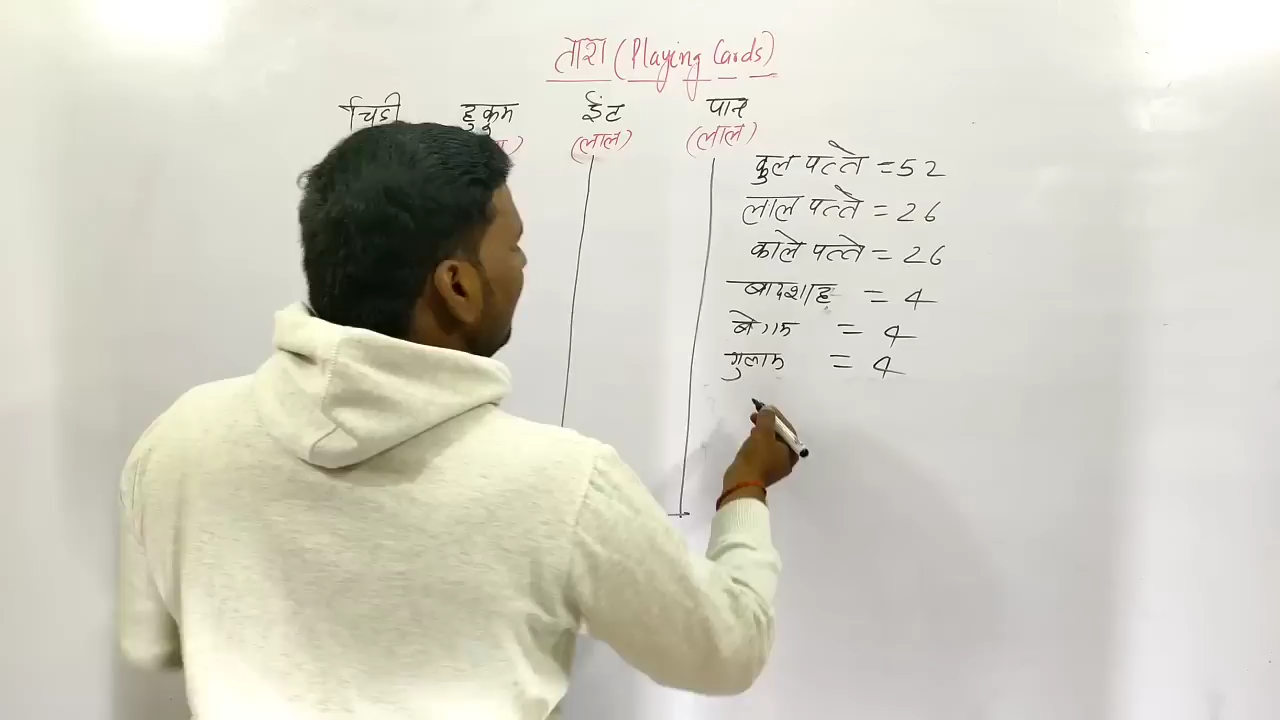 ताश (Playing Cards)
चिड़ी हुकूम ईंट पान
(लाल) (लाल)
कुल पत्ते = 52
लाल पत्ते = 26
काले पत्ते = 26
बादशाह = 4
बेगम = 4
गुलाम = 4